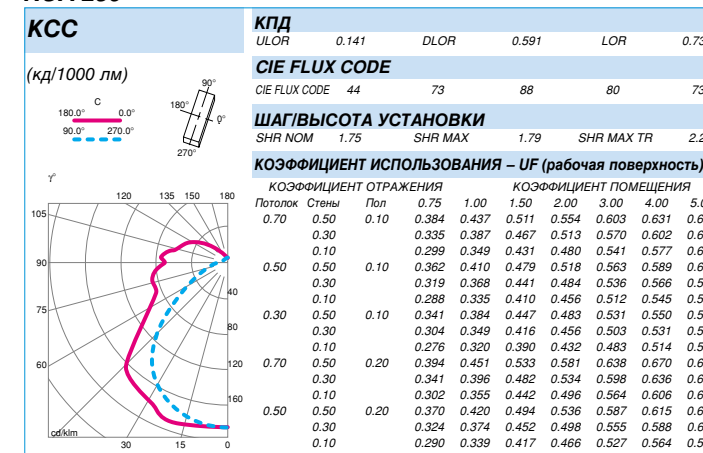 КСС
(кд/1000 лм)
C
180.0° 0.0°
90.0° 270.0°
90°
180° 0°
270°
γ°
120 135 150 180
105
90
75
60
40
80
120
160
cd/klm
30 15 0
КПД
ULOR 0.141 DLOR 0.591 LOR
CIE FLUX CODE
CIE FLUX CODE 44 73 88 80 73
ШАГ/ВЫСОТА УСТАНОВКИ
SHR NOM 1.75 SHR MAX 1.79 SHR MAX TR
КОЭФФИЦИЕНТ ИСПОЛЬЗОВАНИЯ – UF (рабочая поверхность)
КОЭФФИЦИЕНТ ОТРАЖЕНИЯ КОЭФФИЦИЕНТ ПОМЕЩЕНИЯ
Потолок Стены Пол 0.75 1.00 1.50 2.00 3.00 4.00
0.70 0.50 0.10 0.384 0.437 0.511 0.554 0.603 0.631
0.30 0.335 0.387 0.467 0.513 0.570 0.602
0.10 0.299 0.349 0.431 0.480 0.541 0.577
0.50 0.50 0.10 0.362 0.410 0.479 0.518 0.563 0.589
0.30 0.319 0.368 0.441 0.484 0.536 0.566
0.10 0.288 0.335 0.410 0.456 0.512 0.545
0.30 0.50 0.10 0.341 0.384 0.447 0.483 0.531 0.550
0.30 0.304 0.349 0.416 0.456 0.503 0.531
0.10 0.276 0.320 0.390 0.432 0.483 0.514
0.70 0.50 0.20 0.394 0.451 0.533 0.581 0.638 0.670
0.30 0.341 0.396 0.482 0.534 0.598 0.636
0.10 0.302 0.355 0.442 0.496 0.564 0.606
0.50 0.50 0.20 0.370 0.420 0.494 0.536 0.587 0.615
0.30 0.324 0.374 0.452 0.498 0.555 0.588
0.10 0.290 0.339 0.417 0.466 0.527 0.564